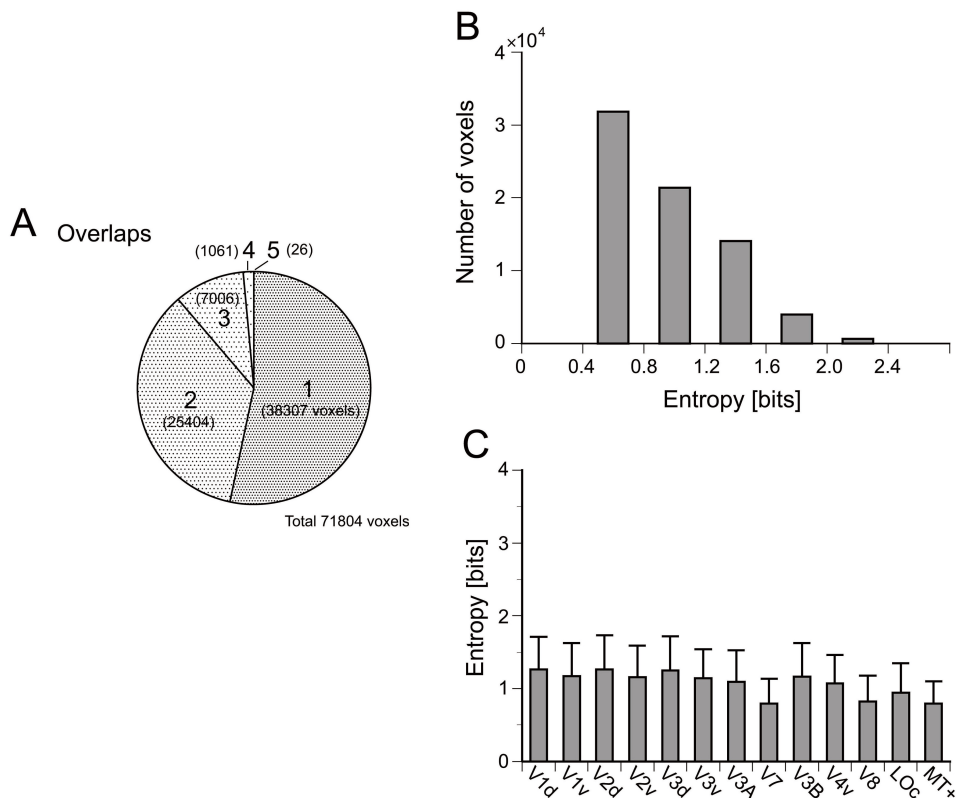 A Overlaps
(1061) 4 5 (26)
(7006)
3
1
(38307 voxels)
2
(25404)
Total 71804 voxels
B
×10⁴
4
3
2
1
0
Number of voxels
0 0.4 0.8 1.2 1.6 2.0 2.4
Entropy [bits]
C
4
3
2
1
0
Entropy [bits]
V1d V1v V2d V2v V3d V3v V3A V7 V3B V4v V8 LOc MT+